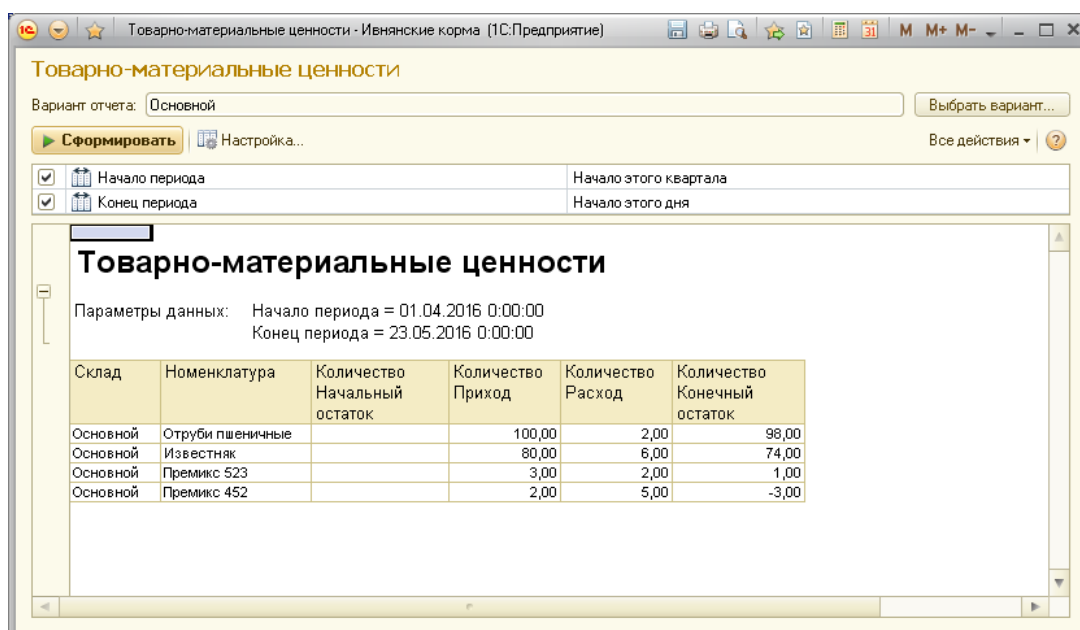 Товарно-материальные ценности - Ивнянские корма (1С:Предприятие) 31 M M+ M-
Товарно-материальные ценности
Вариант отчета: Основной Выбрать вариант...
Сформировать Настройка... Все действия ?
Начало периода Начало этого квартала
Конец периода Начало этого дня
Товарно-материальные ценности
Параметры данных: Начало периода = 01.04.2016 0:00:00
Конец периода = 23.05.2016 0:00:00
Склад Номенклатура Количество Количество Количество Количество
Начальный Приход Расход Конечный
остаток остаток
Основной Отруби пшеничные 100,00 2,00 98,00
Основной Известняк 80,00 6,00 74,00
Основной Премикс 523 3,00 2,00 1,00
Основной Премикс 452 2,00 5,00 -3,00